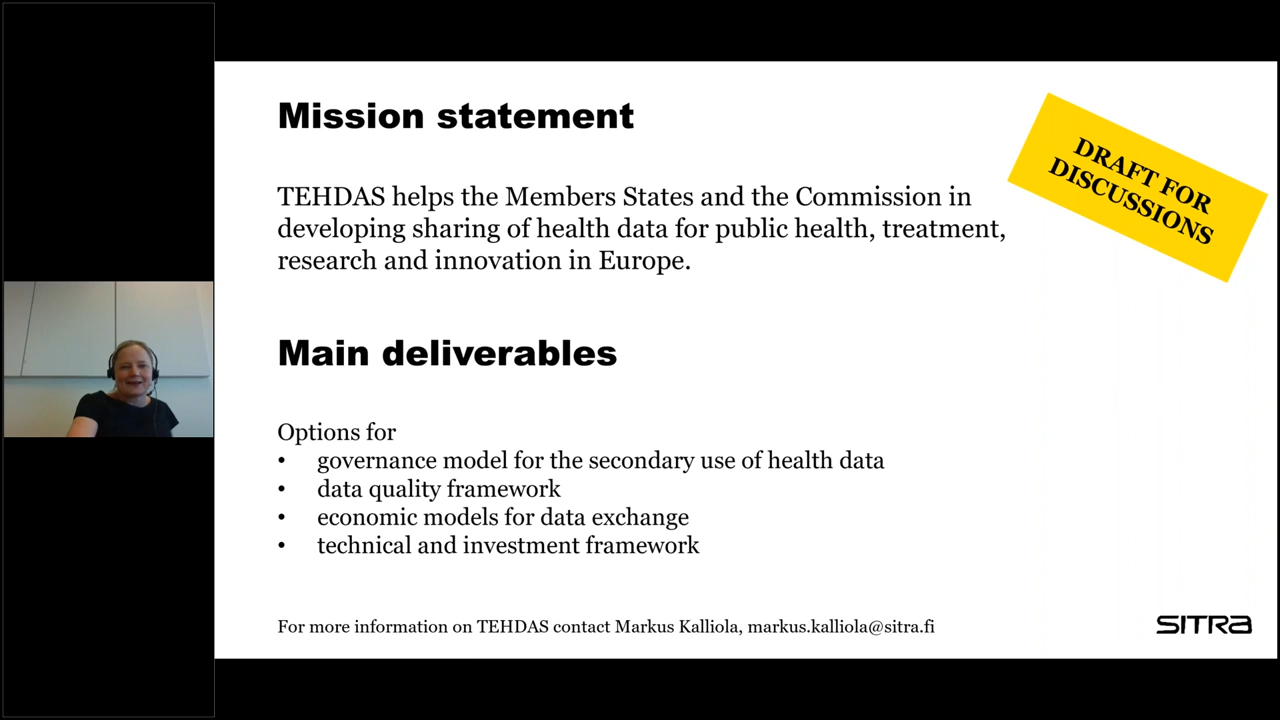 Mission statement
DRAFT FOR
DISCUSSIONS
TEHDAS helps the Members States and the Commission in
developing sharing of health data for public health, treatment,
research and innovation in Europe.
Main deliverables
Options for
• governance model for the secondary use of health data
• data quality framework
• economic models for data exchange
• technical and investment framework
For more information on TEHDAS contact Markus Kalliola, markus.kalliola@sitra.fi
SITRA